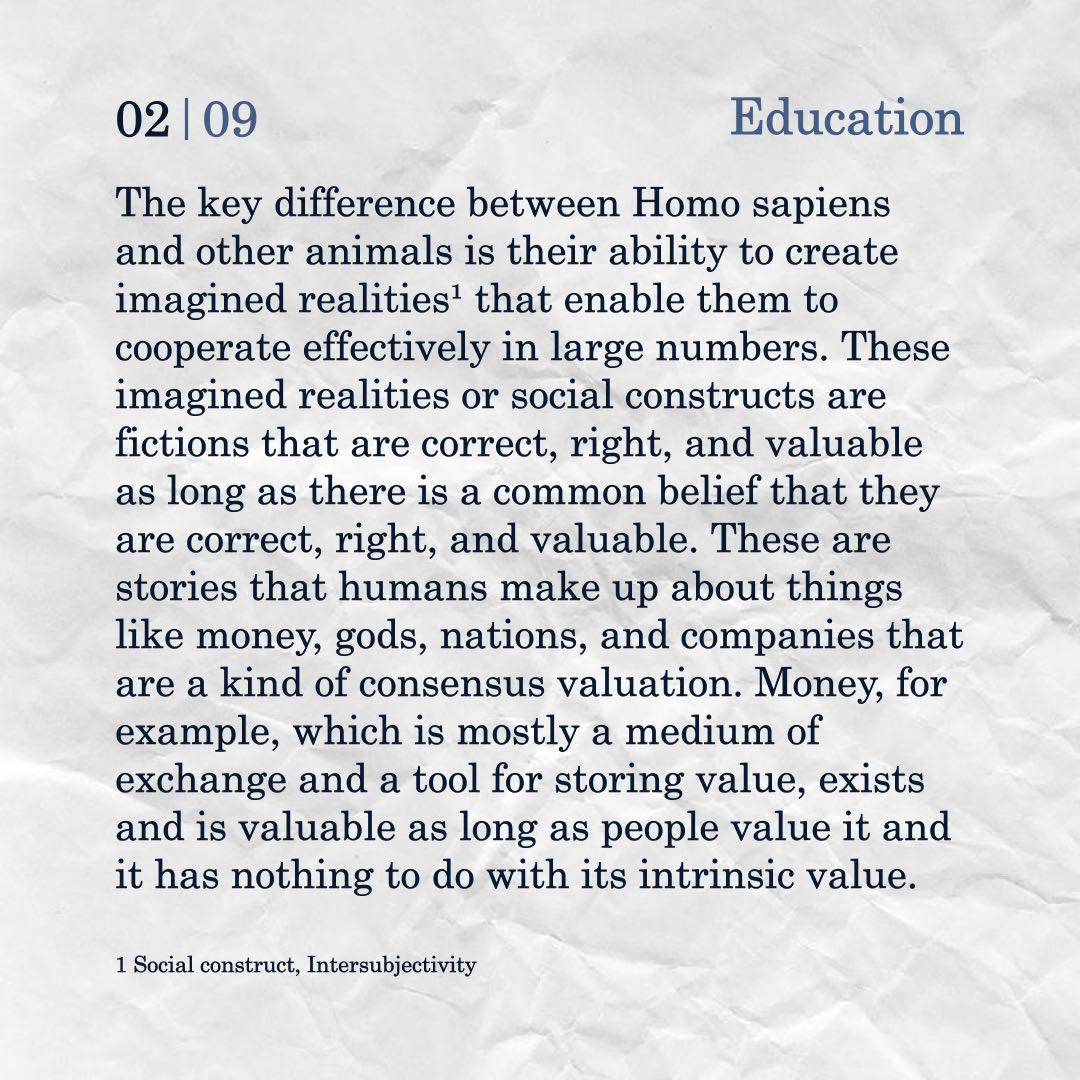 02 | 09
Education
The key difference between Homo sapiens
and other animals is their ability to create
imagined realities¹ that enable them to
cooperate effectively in large numbers. These
imagined realities or social constructs are
fictions that are correct, right, and valuable
as long as there is a common belief that they
are correct, right, and valuable. These are
stories that humans make up about things
like money, gods, nations, and companies that
are a kind of consensus valuation. Money, for
example, which is mostly a medium of
exchange and a tool for storing value, exists
and is valuable as long as people value it and
it has nothing to do with its intrinsic value.
1 Social construct, Intersubjectivity